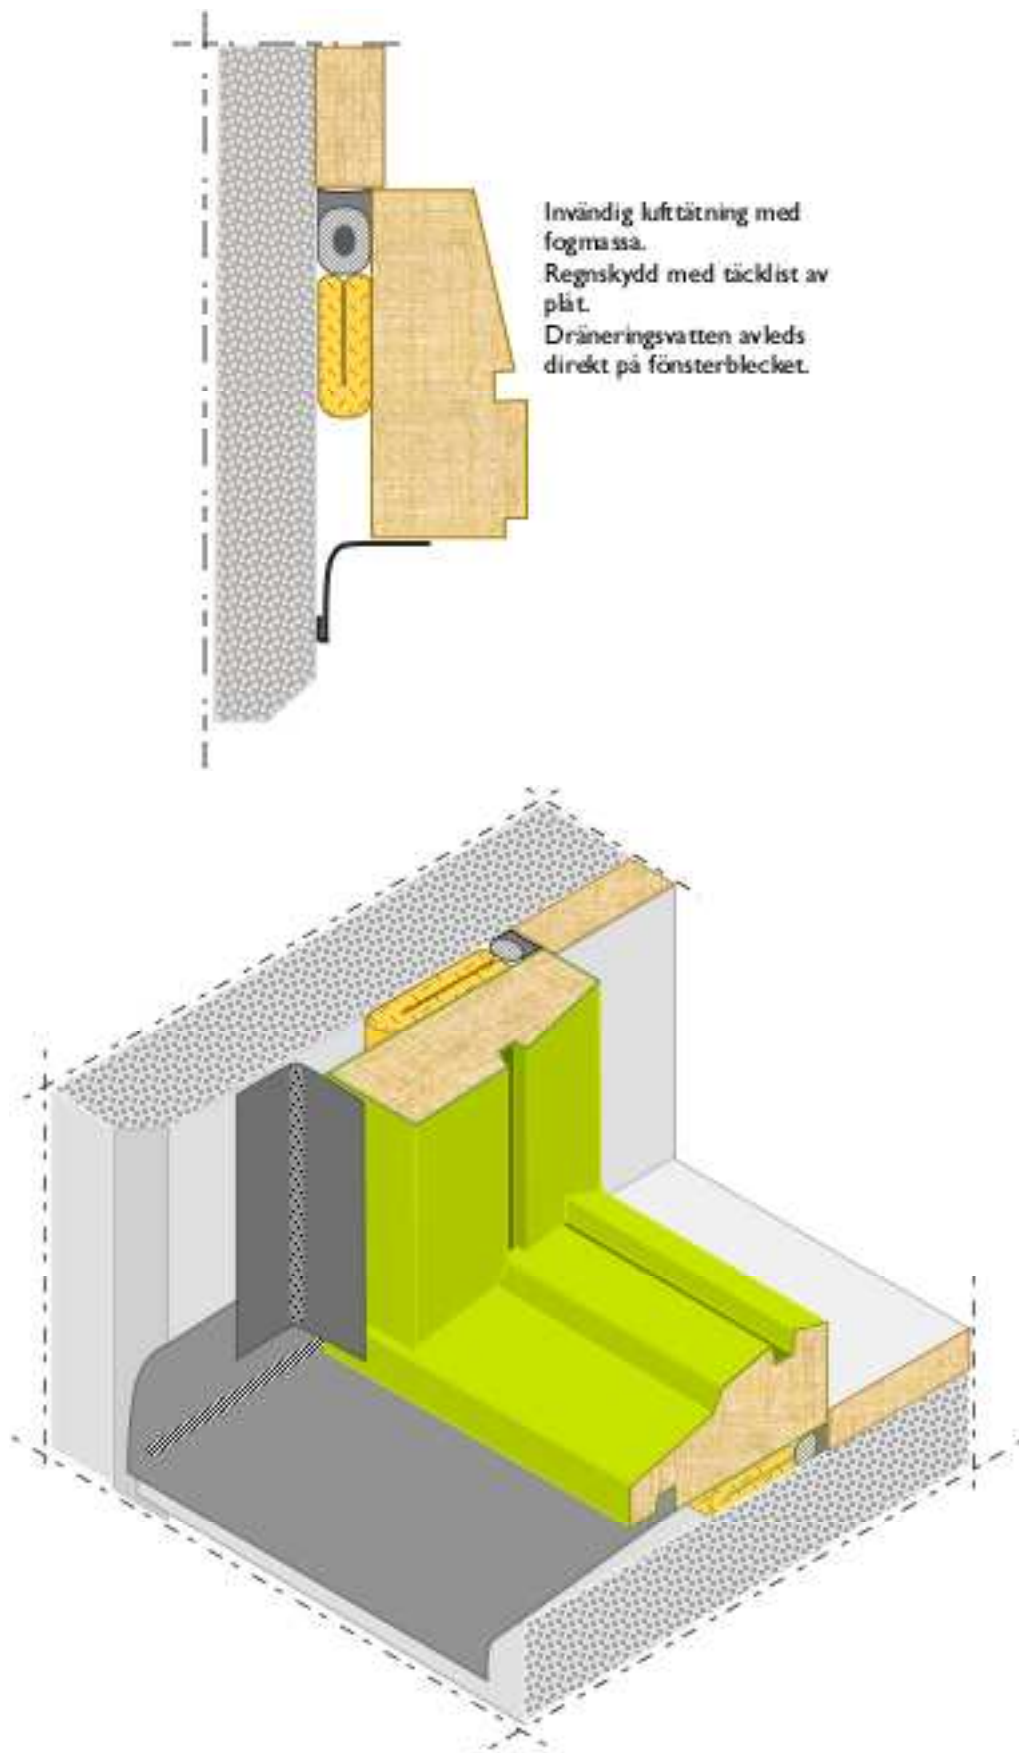 Invändig lufttätning med
fogmassa.
Regnskydd med täcklist av
plåt.
Dräneringsvatten avleds
direkt på fönsterblecket.